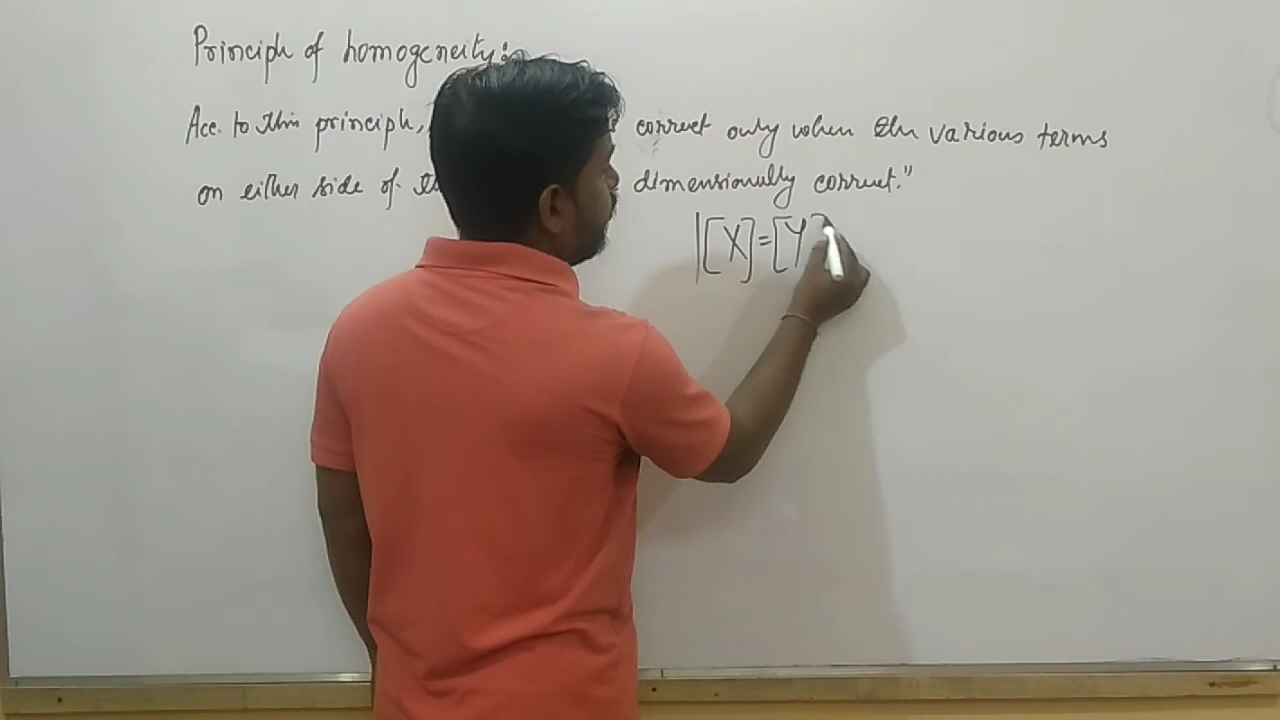 Principle of homogeneity:
Acc. to this principle, correct only when the various terms
on either side of dimensionally correct."
[X]=[Y]